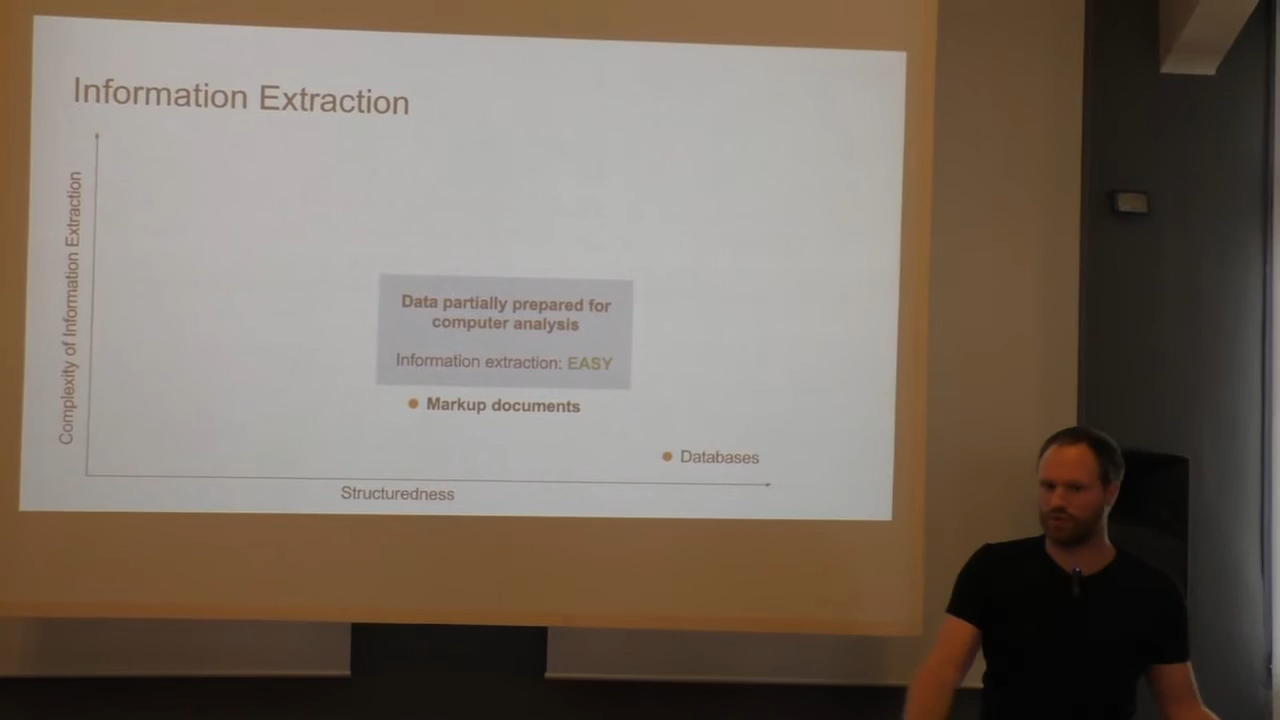 Information Extraction
Complexity of Information Extraction
Data partially prepared for
computer analysis
Information extraction: EASY
Markup documents
Databases
Structuredness